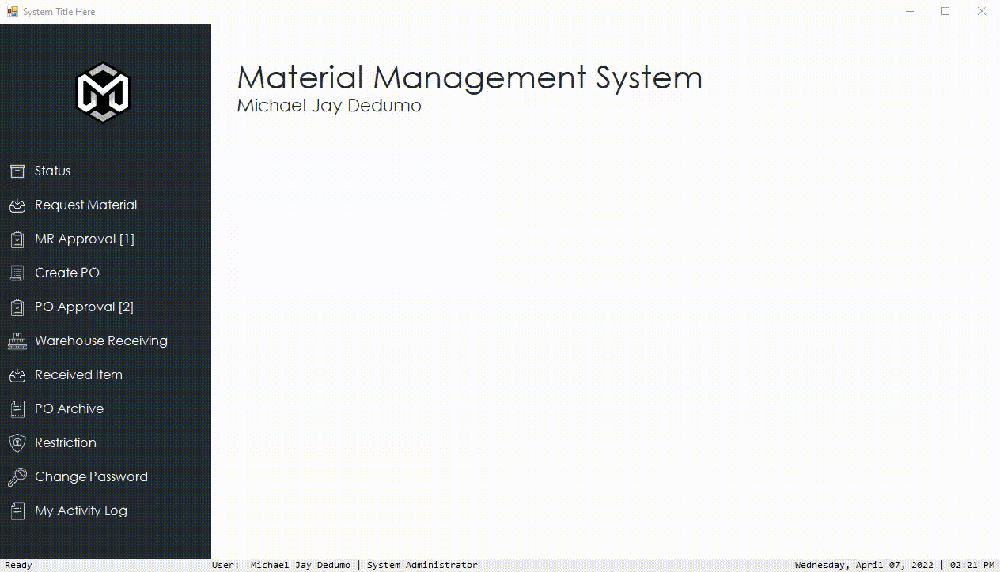 System Title Here
Material Management System
Michael Jay Dedumo
Status
Request Material
MR Approval [1]
Create PO
PO Approval [2]
Warehouse Receiving
Received Item
PO Archive
Restriction
Change Password
My Activity Log
Ready
User: Michael Jay Dedumo | System Administrator
Wednesday, April 07, 2022 | 02:21 PM